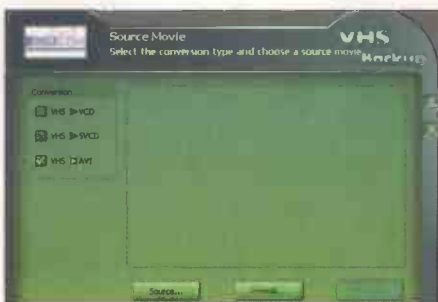 Source Movie
Select the conversion type and choose a source movie
VHS
Backup
Conversion
VHS ▷VCD
VHS ▷SVCD
VHS ▷AVI
Source...